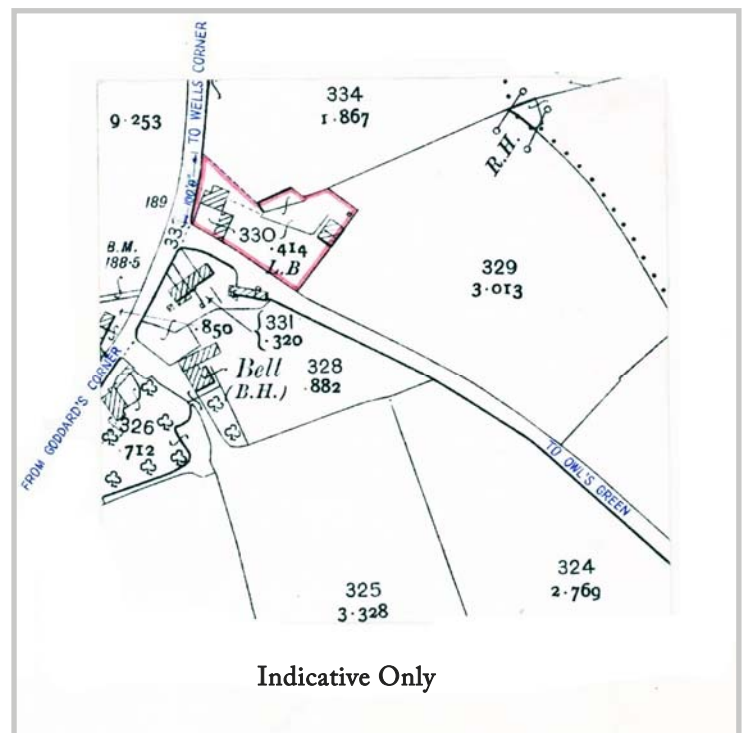 TO WELLS CORNER
334
1·867
9·253
R.H.
189
100'0"
330
·414
L.B
B.M.
188·5
329
3·013
331
·320
·850
Bell
(B.H.)
328
·882
FROM GODDARD'S CORNER
326
·712
TO OWL'S GREEN
324
2·769
325
3·328
Indicative Only